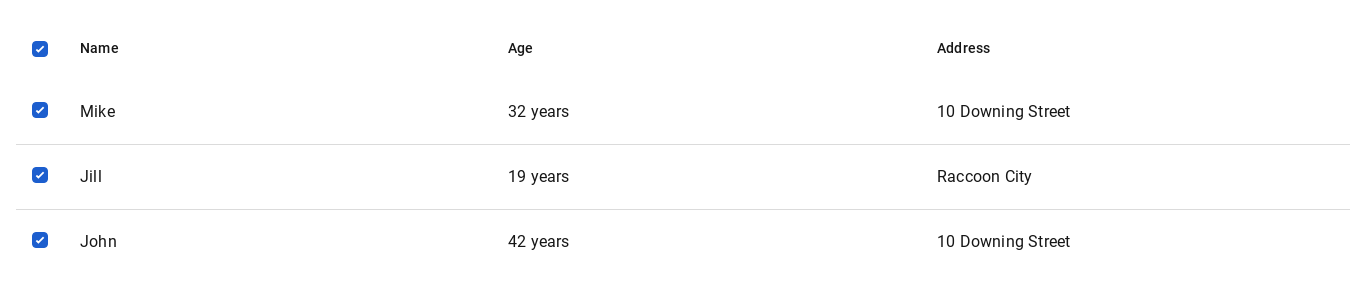 Name Age Address
Mike 32 years 10 Downing Street
Jill 19 years Raccoon City
John 42 years 10 Downing Street